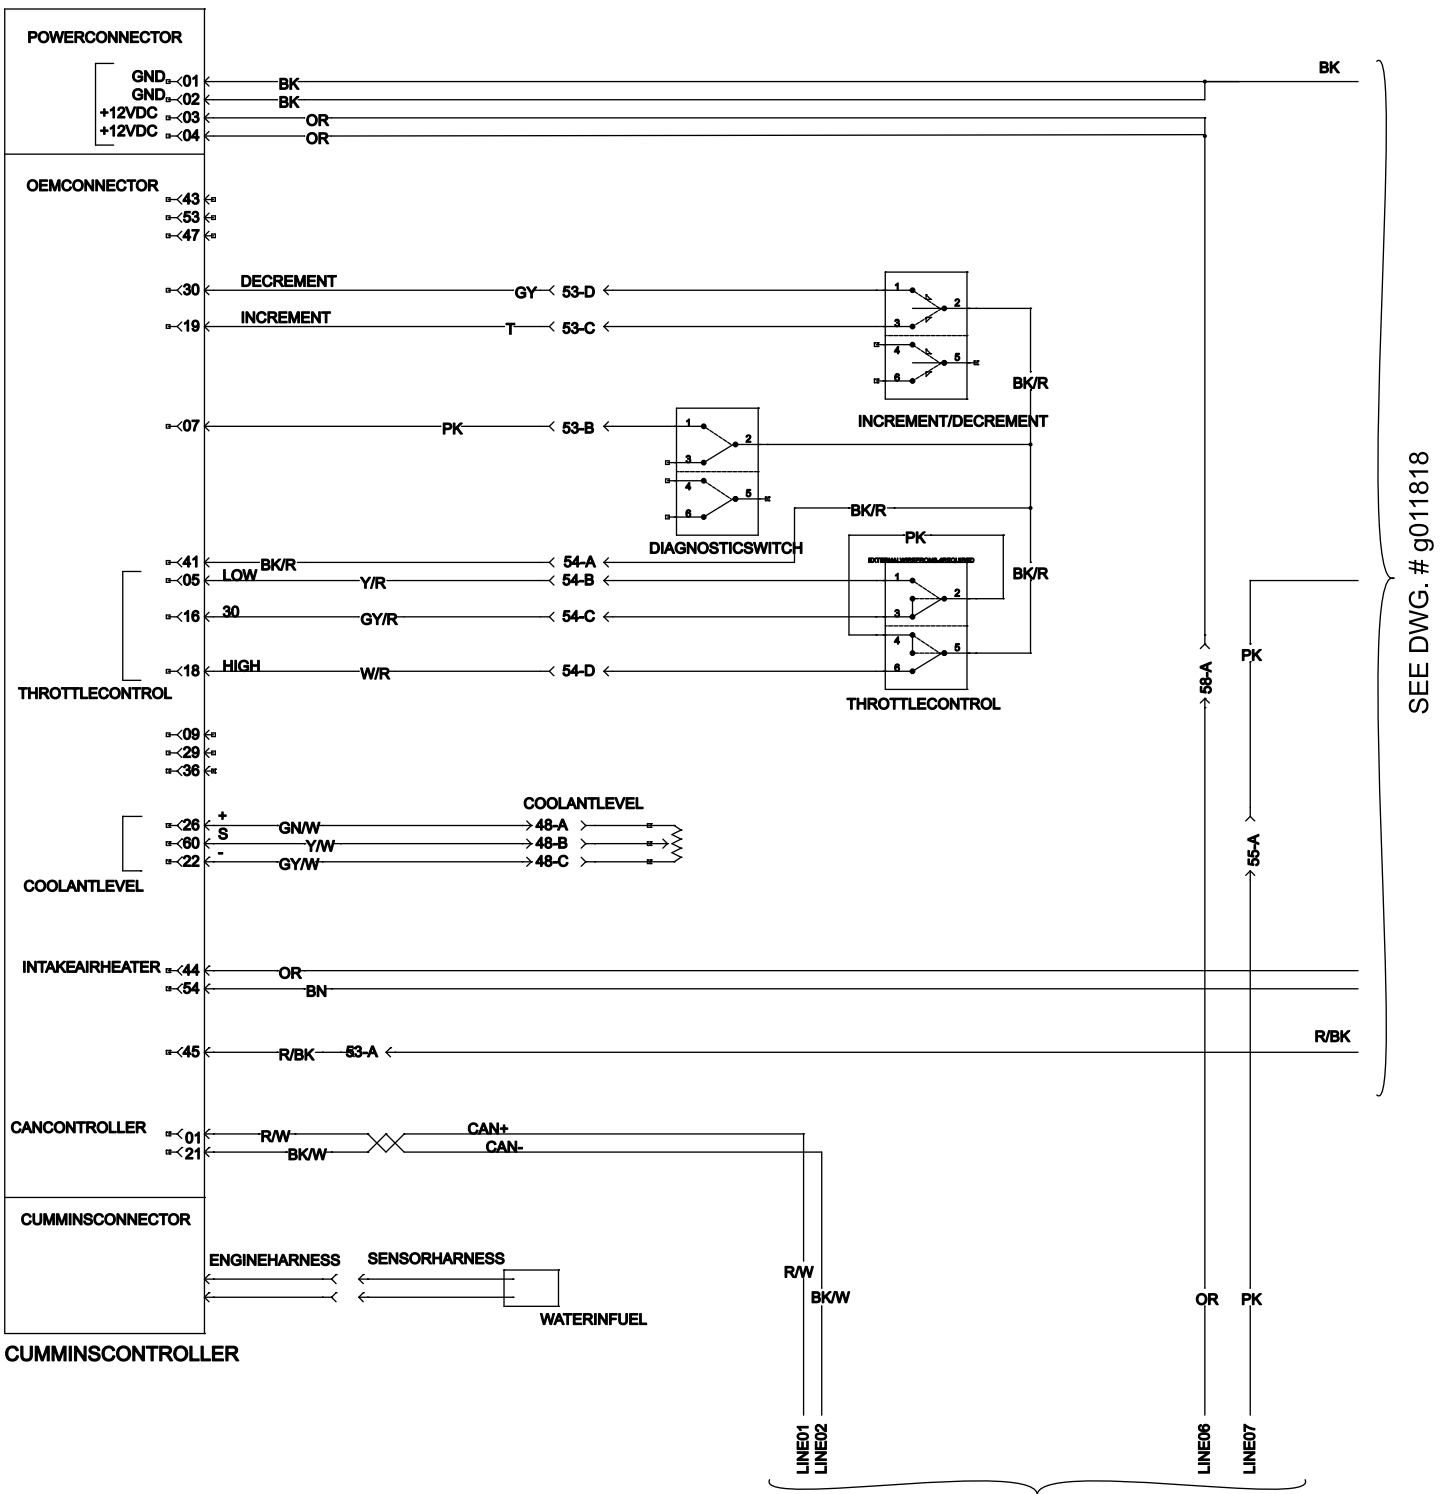 POWERCONNECTOR
GND 01 BK
BK
GND 02 BK
+12VDC 03 OR
+12VDC 04 OR
OEMCONNECTOR
43
53
47
30 DECREMENT GY 53-D
19 INCREMENT T 53-C
1
2
3
4
5
6
BK/R
INCREMENT/DECREMENT
07 PK 53-B
1
2
3
4
5
6
DIAGNOSTICSWITCH
BK/R
PK
41 BK/R 54-A
05 LOW Y/R 54-B
16 30 GY/R 54-C
18 HIGH W/R 54-D
THROTTLECONTROL
1
2
3
4
5
6
BK/R
THROTTLECONTROL
58-A
PK
SEE DWG. # g011818
09
29
36
COOLANTLEVEL
26 + GN/W 48-A
60 S Y/W 48-B
22 - GY/W 48-C
COOLANTLEVEL
55-A
INTAKEAIRHEATER 44 OR
54 BN
45 R/BK 53-A
R/BK
CANCONTROLLER 01 R/W CAN+
21 BK/W CAN-
CUMMINSCONNECTOR
ENGINEHARNESS SENSORHARNESS
WATERINFUEL
R/W
BK/W
OR
PK
CUMMINSCONTROLLER
LINE01
LINE02
LINE06
LINE07